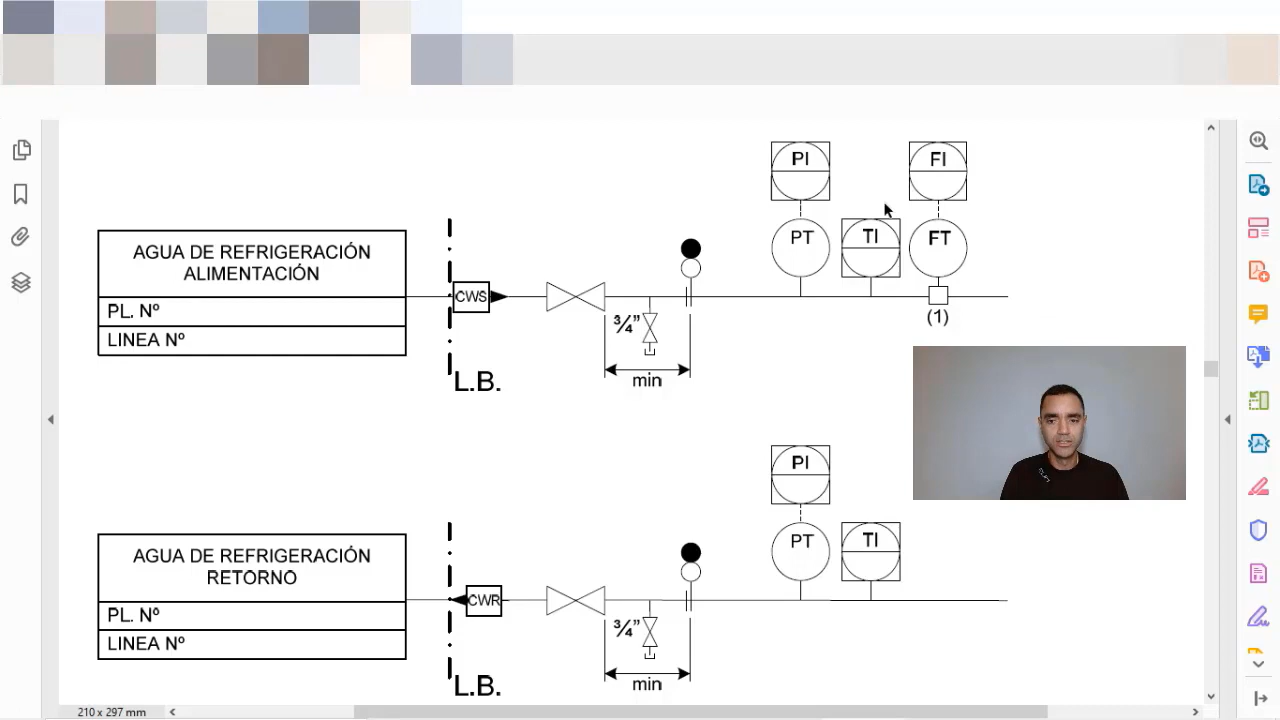 PI
FI
PT
TI
FT
AGUA DE REFRIGERACIÓN
ALIMENTACIÓN
PL. Nº
LINEA Nº
CWS
¾”
(1)
min
L.B.
PI
PT
TI
AGUA DE REFRIGERACIÓN
RETORNO
PL. Nº
LINEA Nº
CWR
¾”
min
L.B.
210 x 297 mm